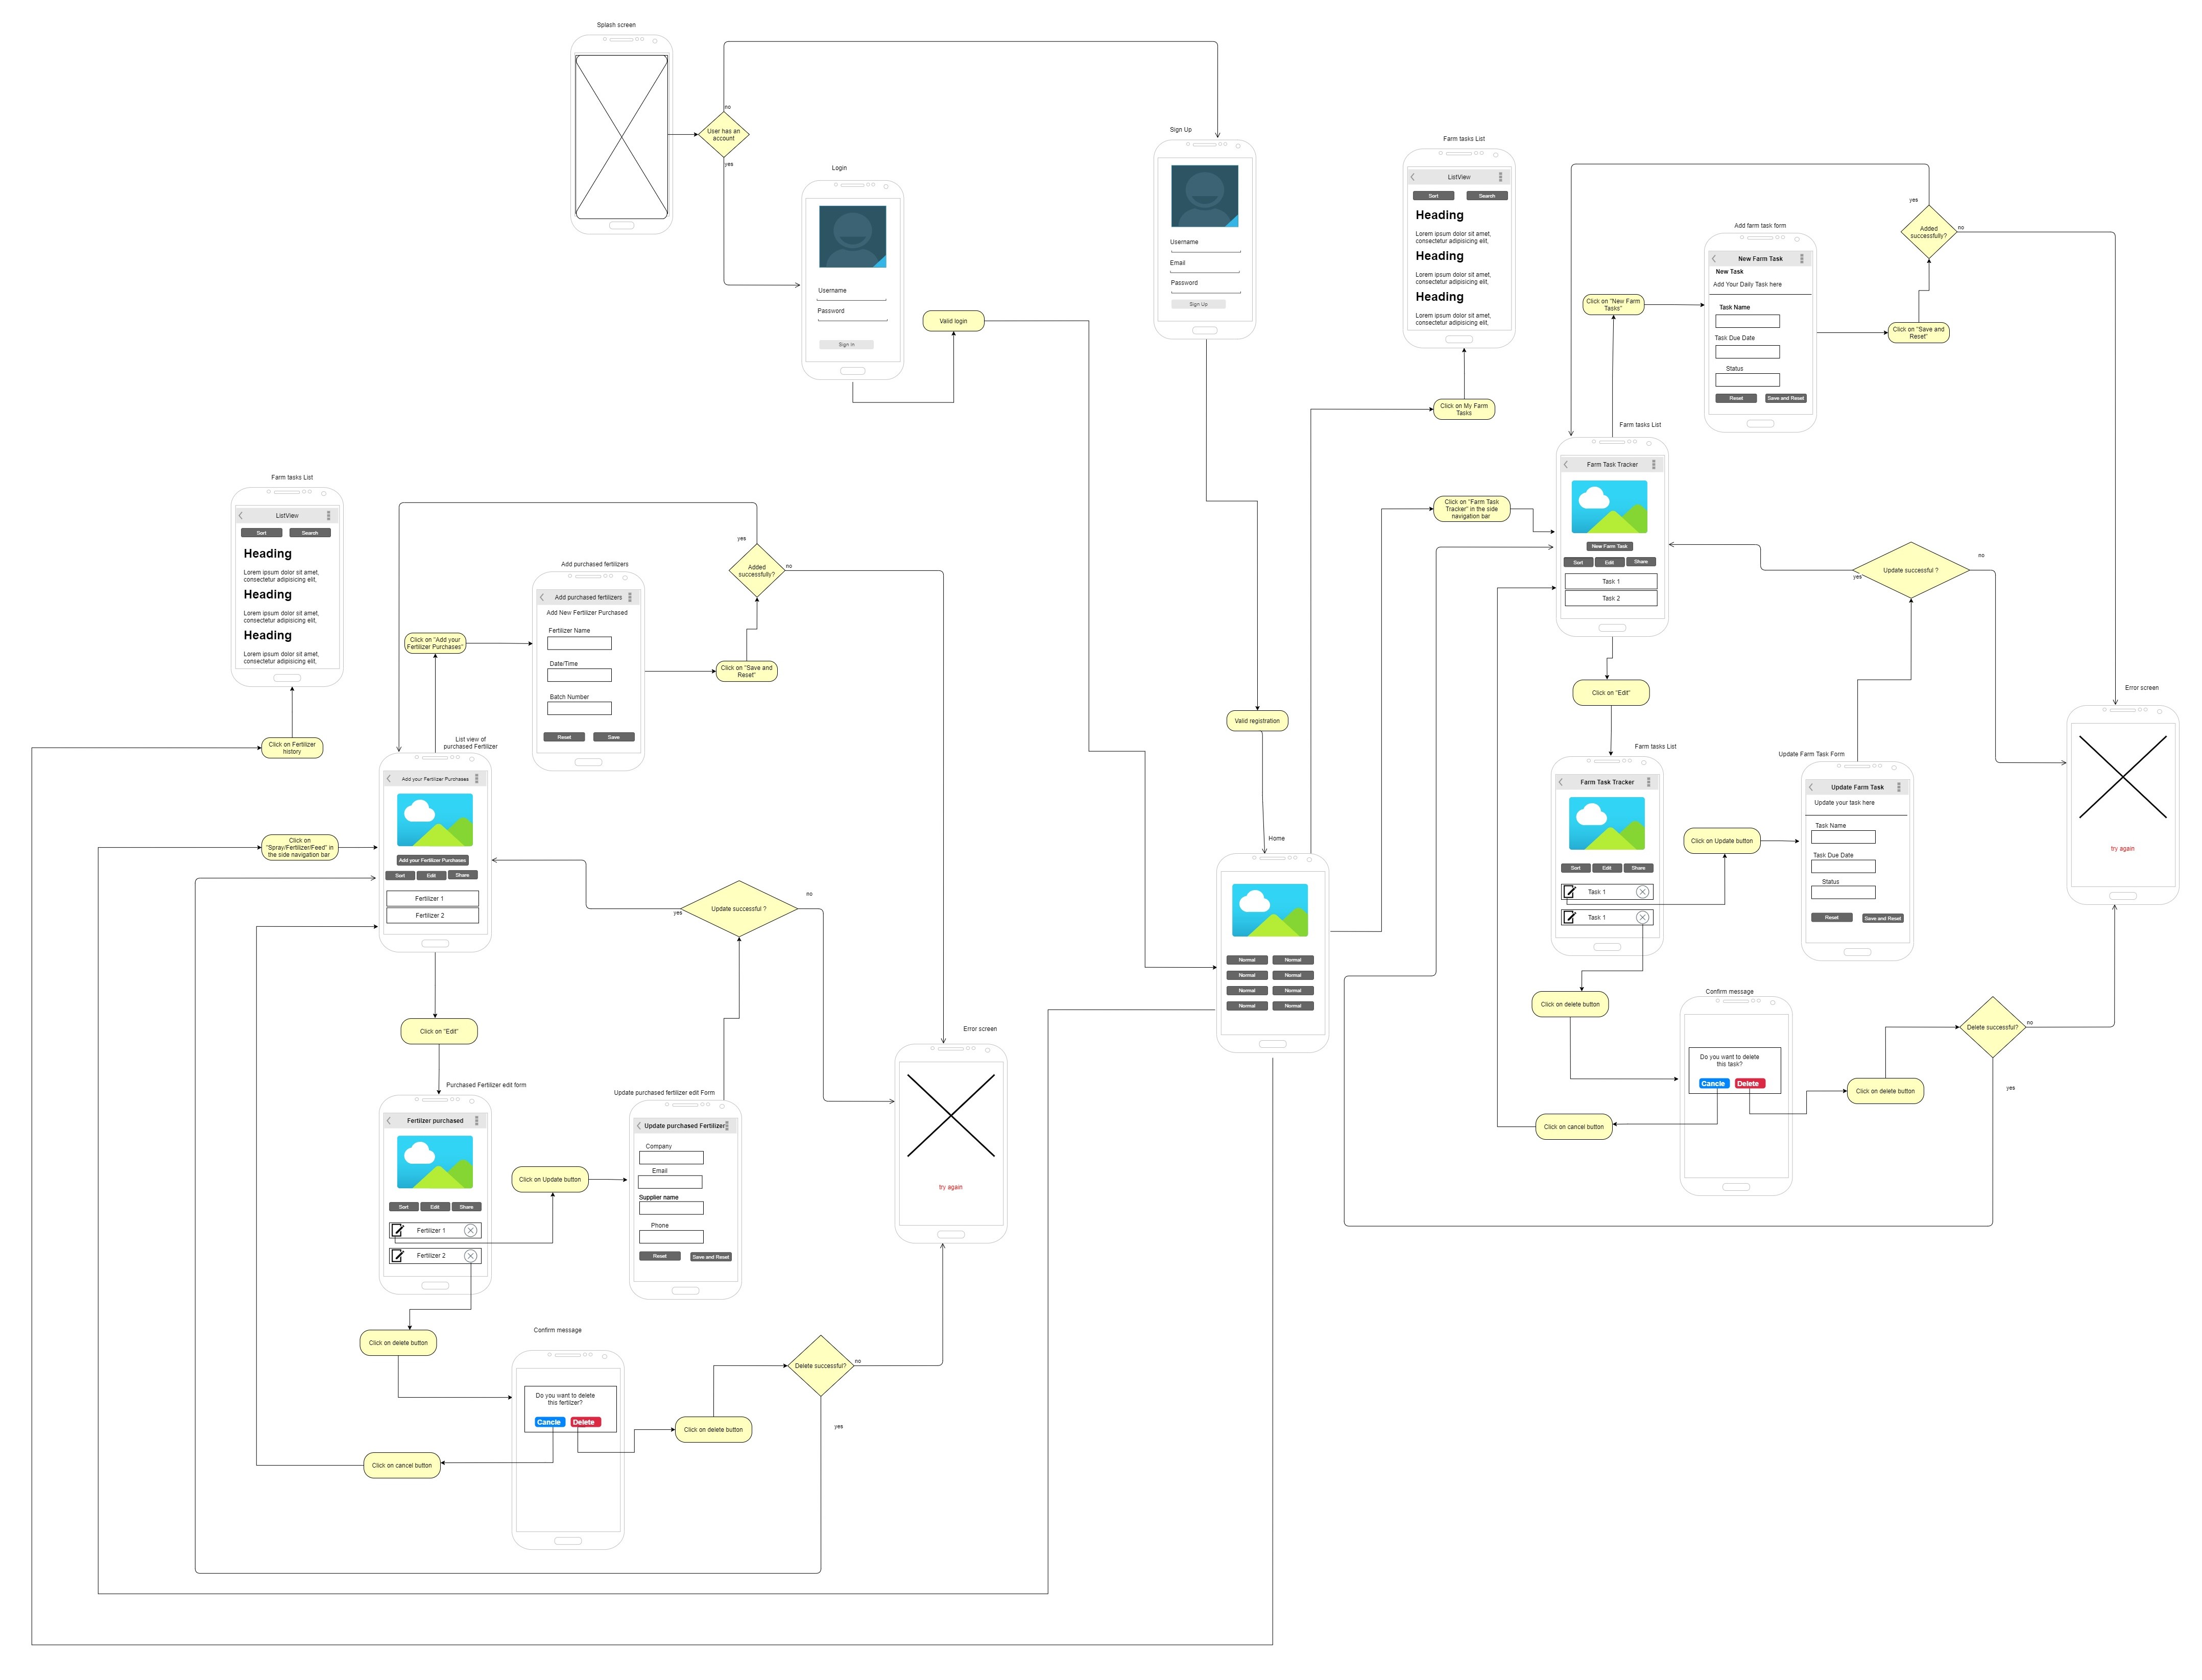 Splash screen
User has an
account
no
yes
Login
Username
Password
Sign in
Valid login
Sign Up
Username
Email
Password
Sign Up
Valid registration
Farm tasks List
ListView
Sort
Search
Heading
Lorem ipsum dolor sit amet,
consectetur adipisicing elit,
Heading
Lorem ipsum dolor sit amet,
consectetur adipisicing elit,
Heading
Lorem ipsum dolor sit amet,
consectetur adipisicing elit,
Click on My Farm
Tasks
Click on "Farm Task
Tracker" in the side
navigation bar
Click on "New Farm
Tasks"
Add farm task form
New Farm Task
New Task
Add Your Daily Task here
Task Name
Task Due Date
Status
Reset
Save and Reset
Click on "Save and
Reset"
Added
successfully?
yes
no
Farm tasks List
Farm Task Tracker
New Farm Task
Sort
Edit
Share
Task 1
Task 2
Click on "Edit"
Update successful ?
yes
no
Farm tasks List
Farm Task Tracker
Sort
Edit
Share
Task 1
Task 1
Click on Update button
Update Farm Task Form
Update Farm Task
Update your task here
Task Name
Task Due Date
Status
Reset
Save and Reset
Error screen
try again
Click on delete button
Confirm message
Do you want to delete
this task?
Cancle
Delete
Click on cancel button
Click on delete button
Delete successful?
no
yes
Home
Normal
Normal
Normal
Normal
Normal
Normal
Normal
Normal
Farm tasks List
ListView
Sort
Search
Heading
Lorem ipsum dolor sit amet,
consectetur adipisicing elit,
Heading
Lorem ipsum dolor sit amet,
consectetur adipisicing elit,
Heading
Lorem ipsum dolor sit amet,
consectetur adipisicing elit,
Click on Fertilizer
history
Click on
"Spray/Fertilizer/Feed" in
the side navigation bar
Click on "Add your
Fertilizer Purchases"
Add purchased fertilizers
Add purchased fertilizers
Add New Fertilizer Purchased
Fertilizer Name
Date/Time
Batch Number
Reset
Save
Click on "Save and
Reset"
Added
successfully?
yes
no
List view of
purchased Fertilizer
Add your Fertilizer Purchases
Add your Fertilizer Purchases
Sort
Edit
Share
Fertilizer 1
Fertilizer 2
Click on "Edit"
Update successful ?
yes
no
Purchased Fertilizer edit form
Fertilzer purchased
Sort
Edit
Share
Fertilizer 1
Fertilizer 2
Click on Update button
Update purchased fertilizer edit Form
Update purchased Fertilizer
Company
Email
Supplier name
Phone
Reset
Save and Reset
Error screen
try again
Click on delete button
Confirm message
Do you want to delete
this fertilzer?
Cancle
Delete
Click on cancel button
Click on delete button
Delete successful?
no
yes